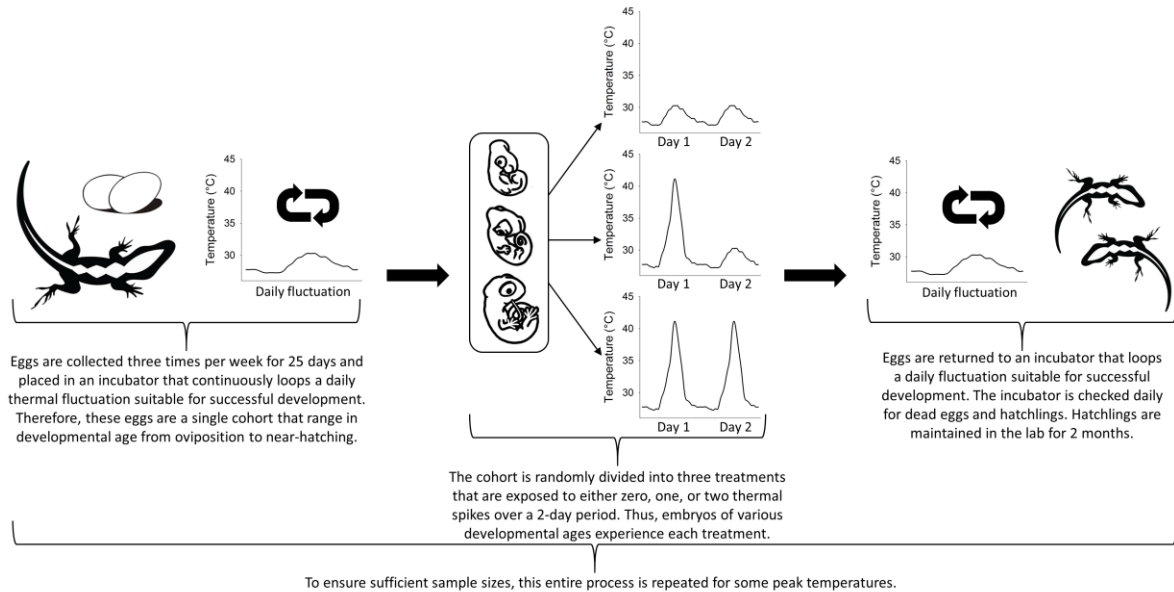 45
40
35
30
Temperature (°C)
Daily fluctuation
Eggs are collected three times per week for 25 days and
placed in an incubator that continuously loops a daily
thermal fluctuation suitable for successful development.
Therefore, these eggs are a single cohort that range in
developmental age from oviposition to near-hatching.
45
40
35
30
Temperature (°C)
Day 1 Day 2
45
40
35
30
Temperature (°C)
Day 1 Day 2
45
40
35
30
Temperature (°C)
Day 1 Day 2
The cohort is randomly divided into three treatments
that are exposed to either zero, one, or two thermal
spikes over a 2-day period. Thus, embryos of various
developmental ages experience each treatment.
45
40
35
30
Temperature (°C)
Daily fluctuation
Eggs are returned to an incubator that loops
a daily fluctuation suitable for successful
development. The incubator is checked daily
for dead eggs and hatchlings. Hatchlings are
maintained in the lab for 2 months.
To ensure sufficient sample sizes, this entire process is repeated for some peak temperatures.